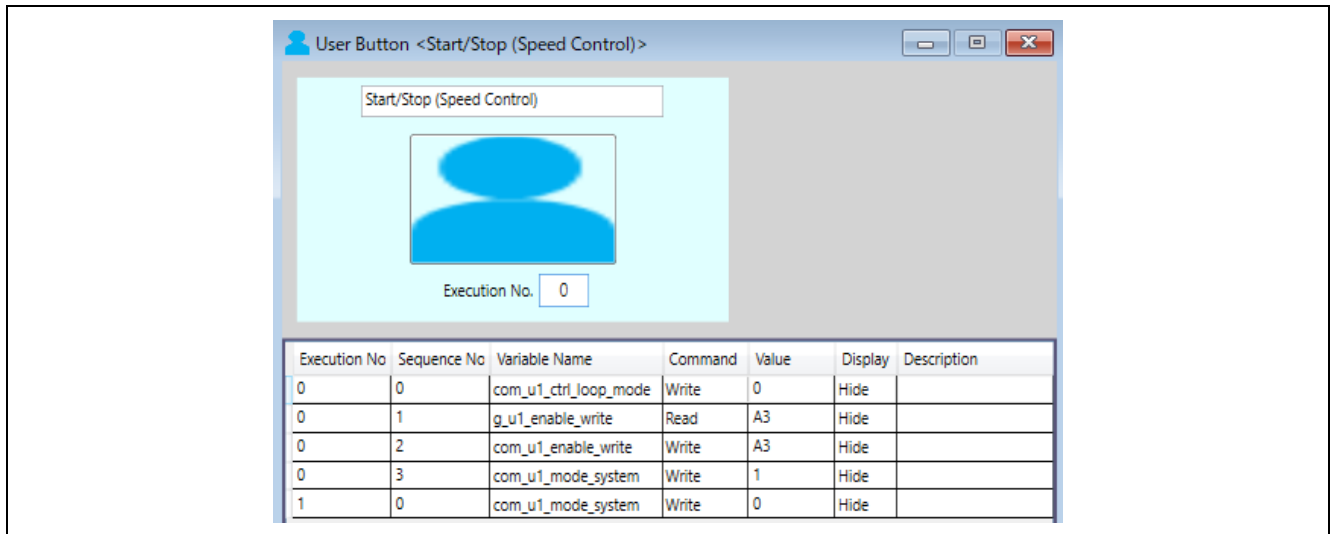 User Button <Start/Stop (Speed Control)>
Start/Stop (Speed Control)
Execution No. 0
Execution No Sequence No Variable Name Command Value Display Description
0 0 com_u1_ctrl_loop_mode Write 0 Hide
0 1 g_u1_enable_write Read A3 Hide
0 2 com_u1_enable_write Write A3 Hide
0 3 com_u1_mode_system Write 1 Hide
1 0 com_u1_mode_system Write 0 Hide